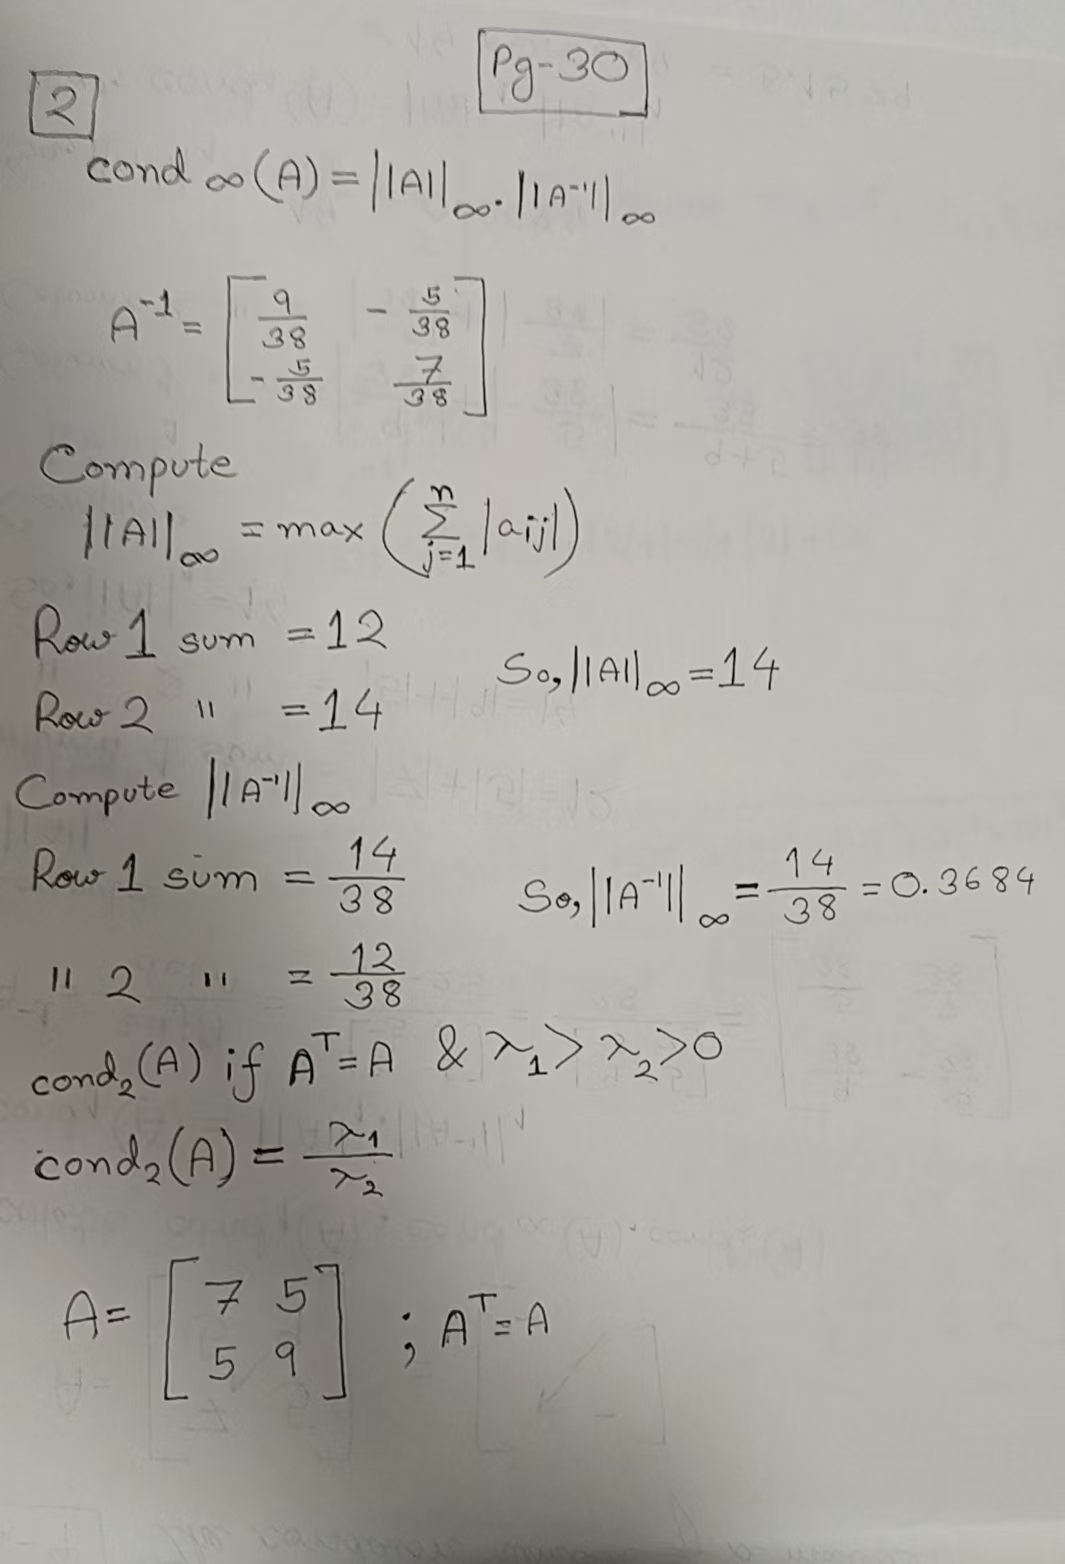 Pg-30
2
cond ∞(A) = ||A||∞ . ||A⁻¹||∞
A⁻¹ = [ 9/38 - 5/38
- 5/38 7/38 ]
Compute
||A||∞ = max ( n Σ j=1 |aij| )
Row 1 sum = 12
So, ||A||∞ = 14
Row 2 " = 14
Compute ||A⁻¹||∞
Row 1 sum = 14/38
So, ||A⁻¹||∞ = 14/38 = 0.3684
" 2 " = 12/38
cond₂(A) if Aᵀ = A & λ₁ > λ₂ > 0
cond₂(A) = λ₁/λ₂
A = [ 7 5
5 9 ] ; Aᵀ = A